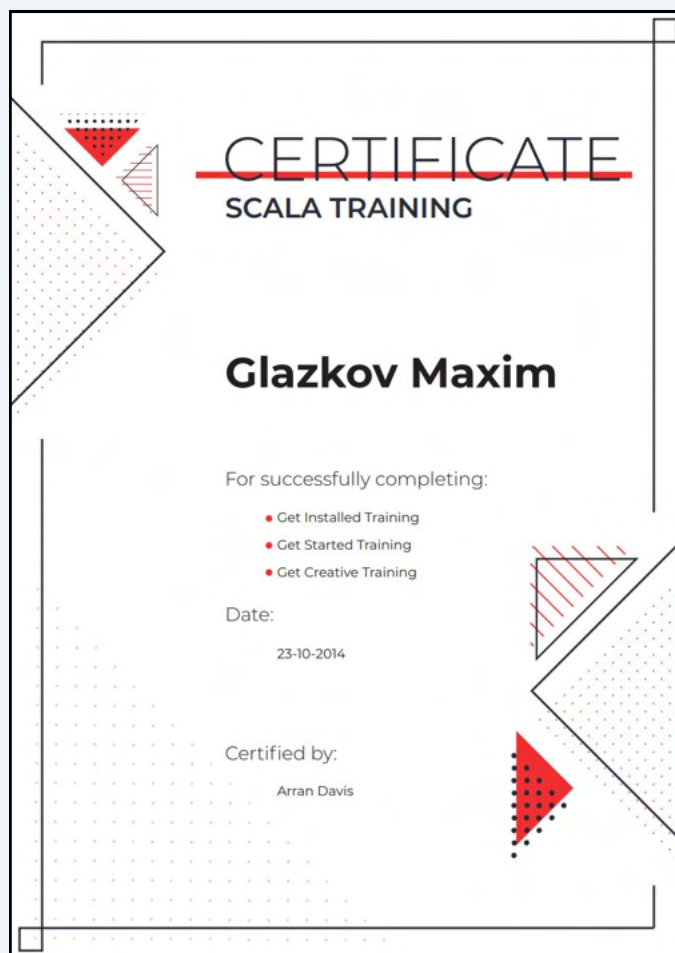 CERTIFICATE
SCALA TRAINING
Glazkov Maxim
For successfully completing:
Get Installed Training
Get Started Training
Get Creative Training
Date:
23-10-2014
Certified by:
Arran Davis